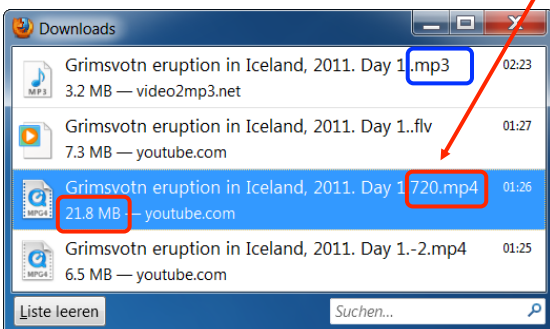 Downloads
Grimsvotn eruption in Iceland, 2011. Day 1..mp3 02:23
MP3
3.2 MB — video2mp3.net
Grimsvotn eruption in Iceland, 2011. Day 1..flv 01:27
7.3 MB — youtube.com
Grimsvotn eruption in Iceland, 2011. Day 1 720.mp4 01:26
MPG4
21.8 MB — youtube.com
Grimsvotn eruption in Iceland, 2011. Day 1.-2.mp4 01:25
MPG4
6.5 MB — youtube.com
Liste leeren Suchen...